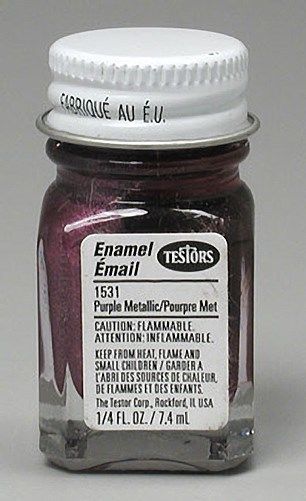 FABRIQUÉ AU É.U.
Enamel
Émail
TESTORS
1531
Purple Metallic/Pourpre Met
CAUTION: FLAMMABLE.
ATTENTION: INFLAMMABLE.
KEEP FROM HEAT, FLAME AND
SMALL CHILDREN / GARDER A
L'ABRI DES SOURCES DE CHALEUR,
DE FLAMMES ET DES ENFANTS.
The Testor Corp., Rockford, IL USA
1/4 FL. OZ. / 7.4 mL